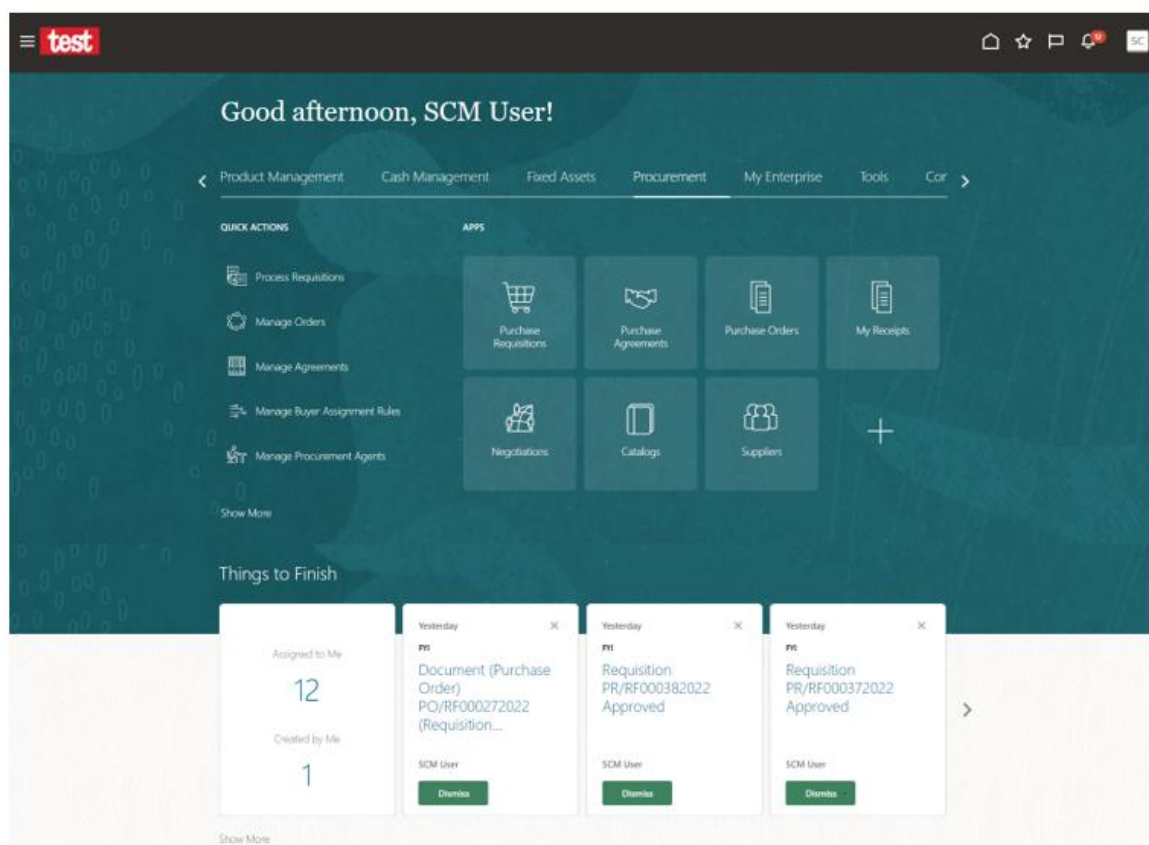 test
12
SC
Good afternoon, SCM User!
Product Management Cash Management Fixed Assets Procurement My Enterprise Tools Cor
QUICK ACTIONS
Process Requisitions
Manage Orders
Manage Agreements
Manage Buyer Assignment Rules
Manage Procurement Agents
Show More
APPS
Purchase
Requisitions
Purchase
Agreements
Purchase Orders
My Receipts
Negotiations
Catalogs
Suppliers
Things to Finish
Assigned to Me
12
Created by Me
1
Yesterday
FYI
Document (Purchase
Order)
PO/RF000272022
(Requisition...
SCM User
Dismiss
Yesterday
FYI
Requisition
PR/RF000382022
Approved
SCM User
Dismiss
Yesterday
FYI
Requisition
PR/RF000372022
Approved
SCM User
Dismiss
Show More